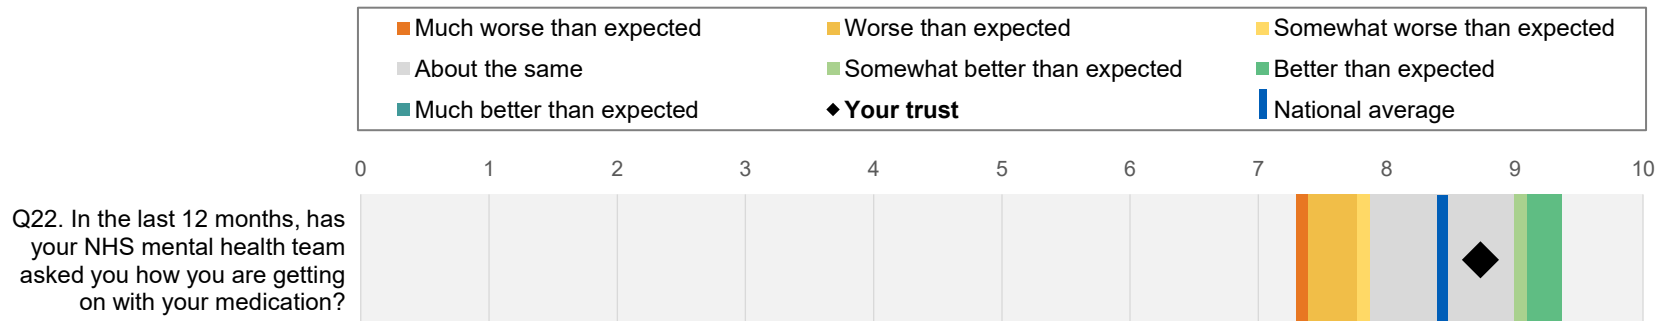 Much worse than expected Worse than expected Somewhat worse than expected
About the same Somewhat better than expected Better than expected
Much better than expected Your trust National average
0 1 2 3 4 5 6 7 8 9 10
Q22. In the last 12 months, has
your NHS mental health team
asked you how you are getting
on with your medication?